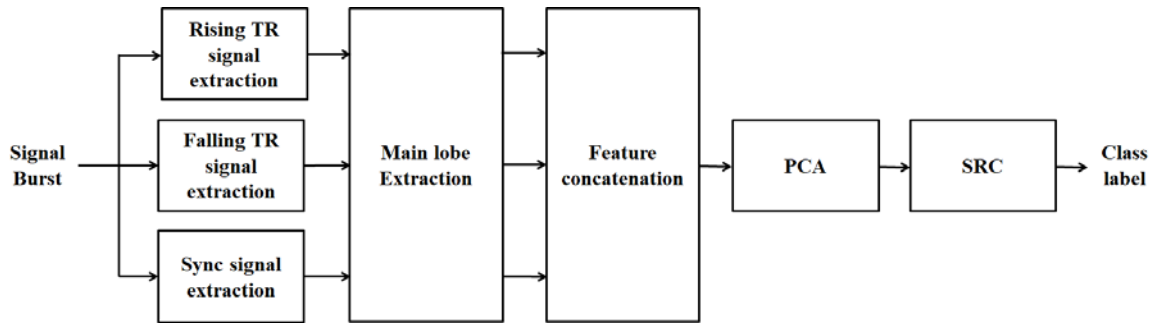 Signal
Burst
Rising TR
signal
extraction
Falling TR
signal
extraction
Sync signal
extraction
Main lobe
Extraction
Feature
concatenation
PCA
SRC
Class
label